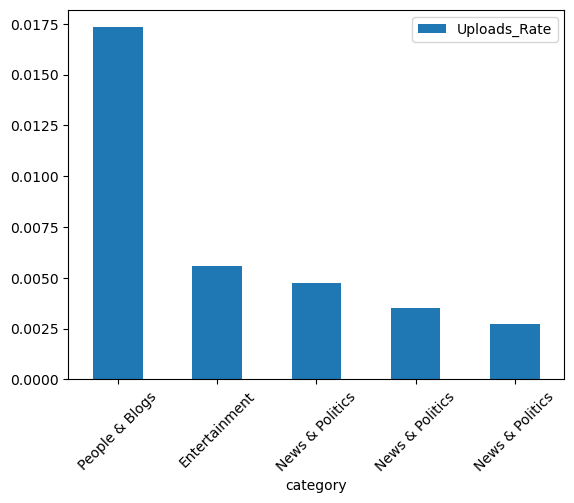 0.0175
0.0150
0.0125
0.0100
0.0075
0.0050
0.0025
0.0000
Uploads_Rate
People & Blogs
Entertainment
News & Politics
News & Politics
News & Politics
category